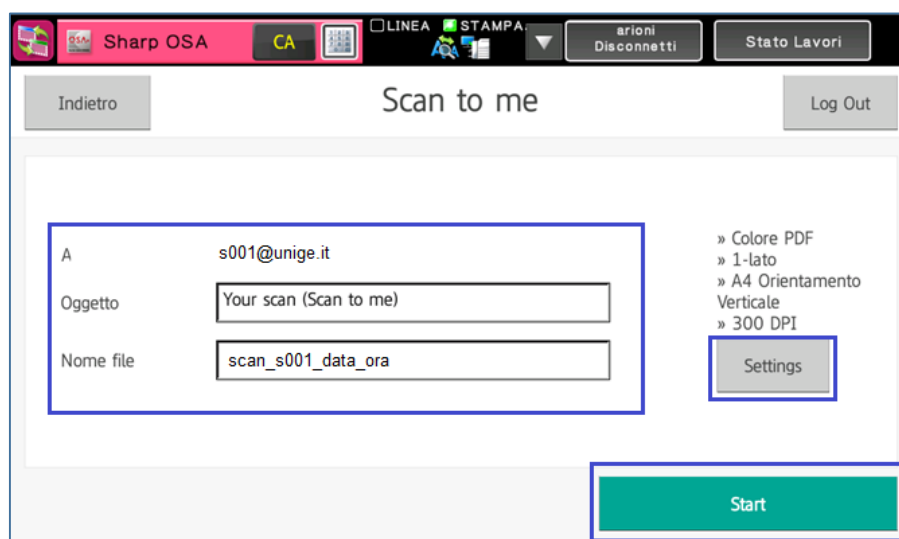 OSA Sharp OSA CA LINEA STAMPA arioni
Disconnetti Stato Lavori
Indietro Scan to me Log Out
A s001@unige.it
Oggetto Your scan (Scan to me)
Nome file scan_s001_data_ora
» Colore PDF
» 1-lato
» A4 Orientamento
Verticale
» 300 DPI
Settings
Start